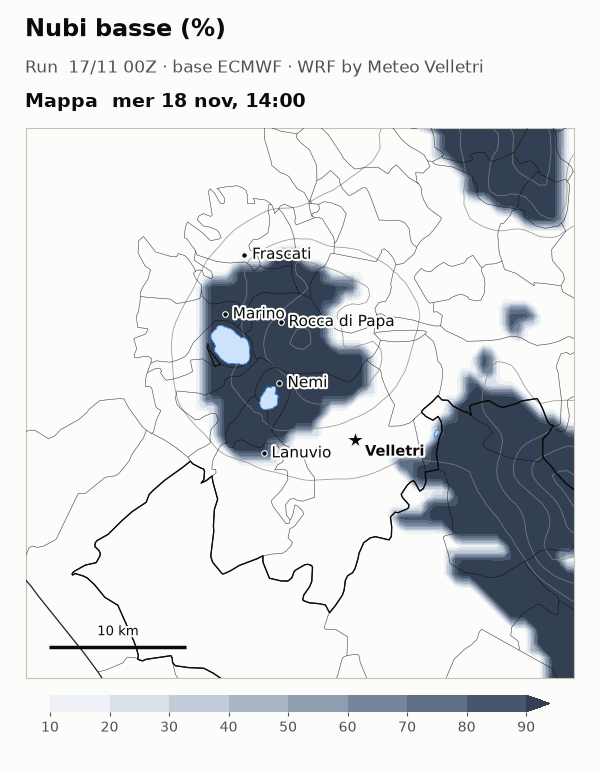 Nubi basse (%)
Run 17/11 00Z · base ECMWF · WRF by Meteo Velletri
Mappa mer 18 nov, 14:00
Frascati
Marino
Rocca di Papa
Nemi
Velletri
Lanuvio
10 km
10 20 30 40 50 60 70 80 90